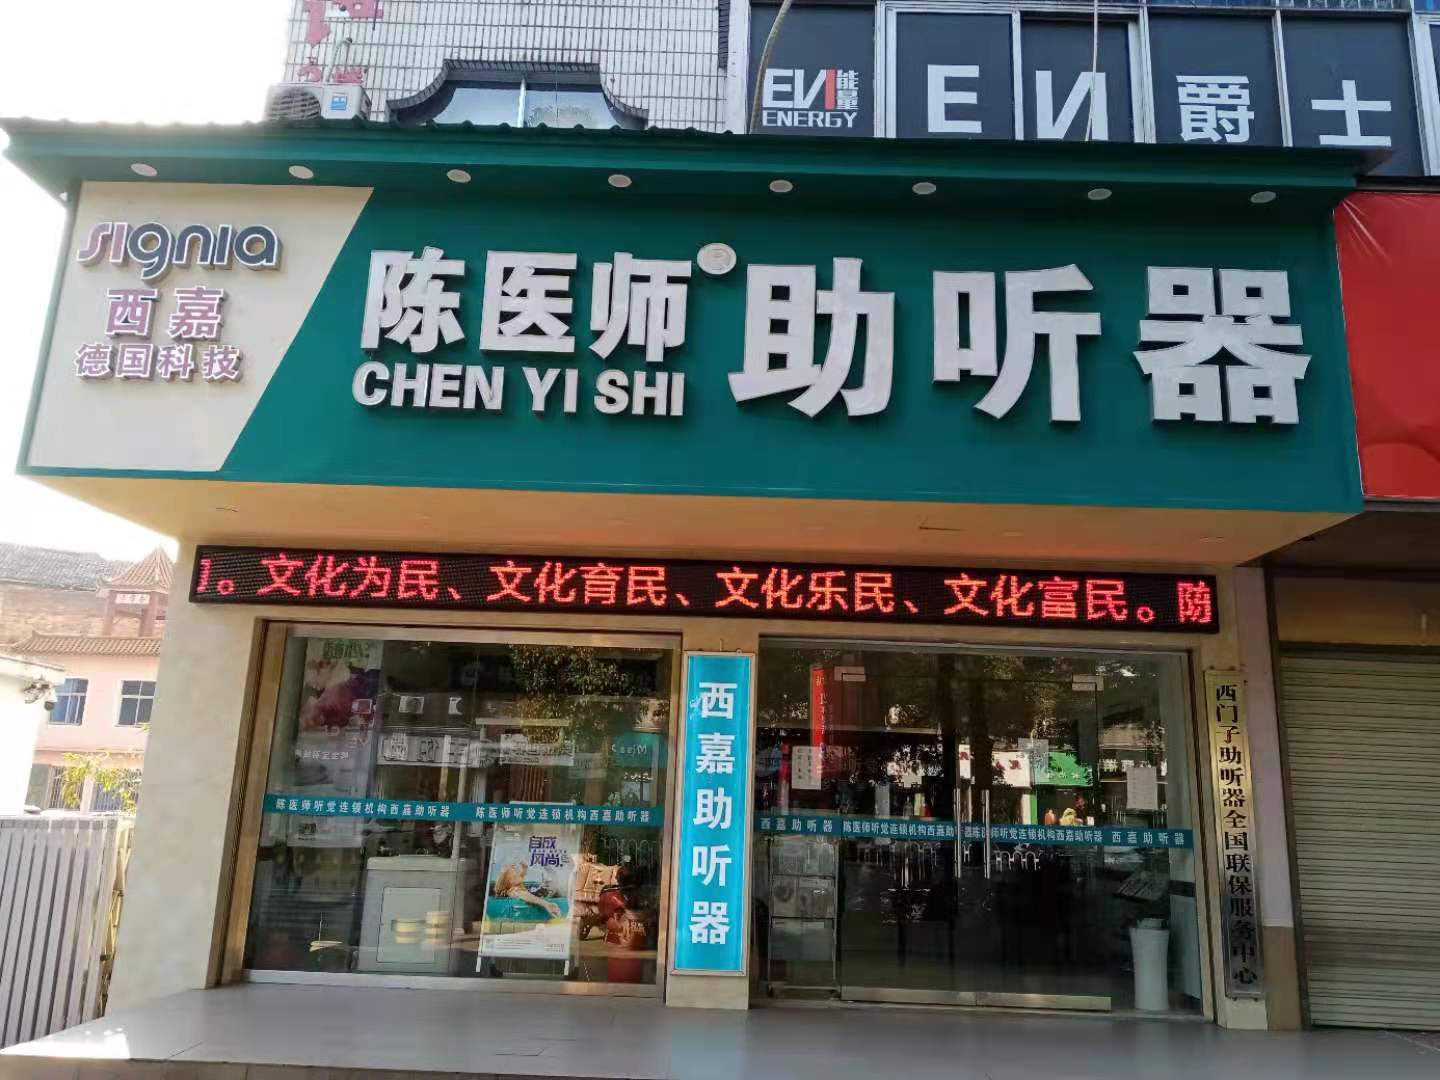 EN能量
ENERGY
EN爵士
signia
西嘉
德国科技
陈医师
CHEN YI SHI
助听器
。文化为民、文化育民、文化乐民、文化富民。防
西嘉助听器
西门子助听器全国联保服务中心
陈医师听觉连锁机构西嘉助听器
陈医师听觉连锁机构西嘉助听器
西嘉助听器
陈医师听觉连锁机构西嘉助
师听觉连锁机构西嘉助听器
西嘉助听器
自成
风尚